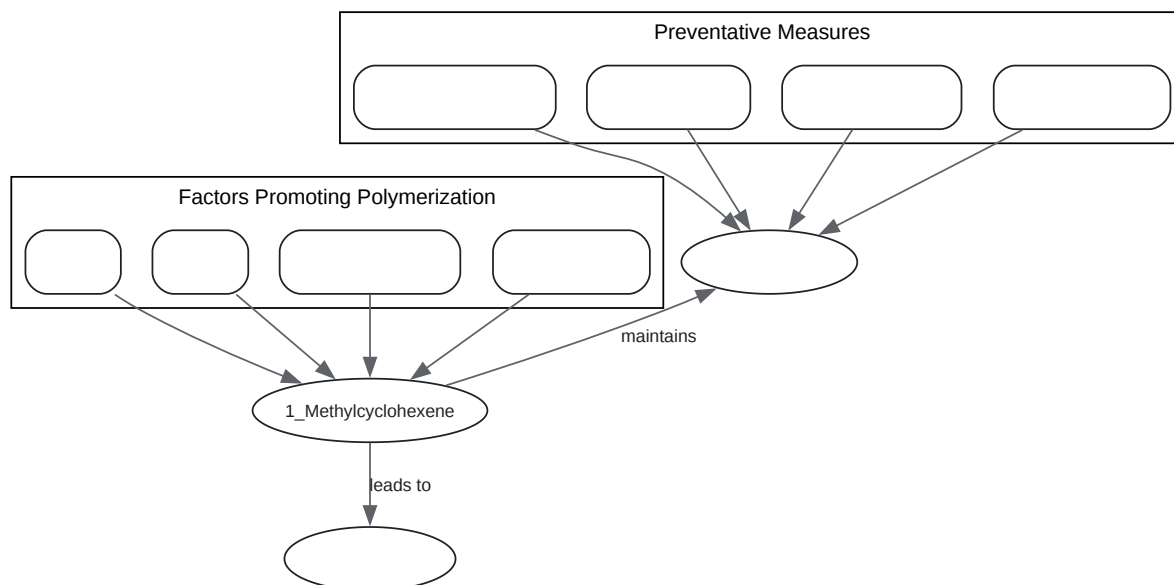 Preventative Measures
Factors Promoting Polymerization
maintains
1_Methylcyclohexene
leads to